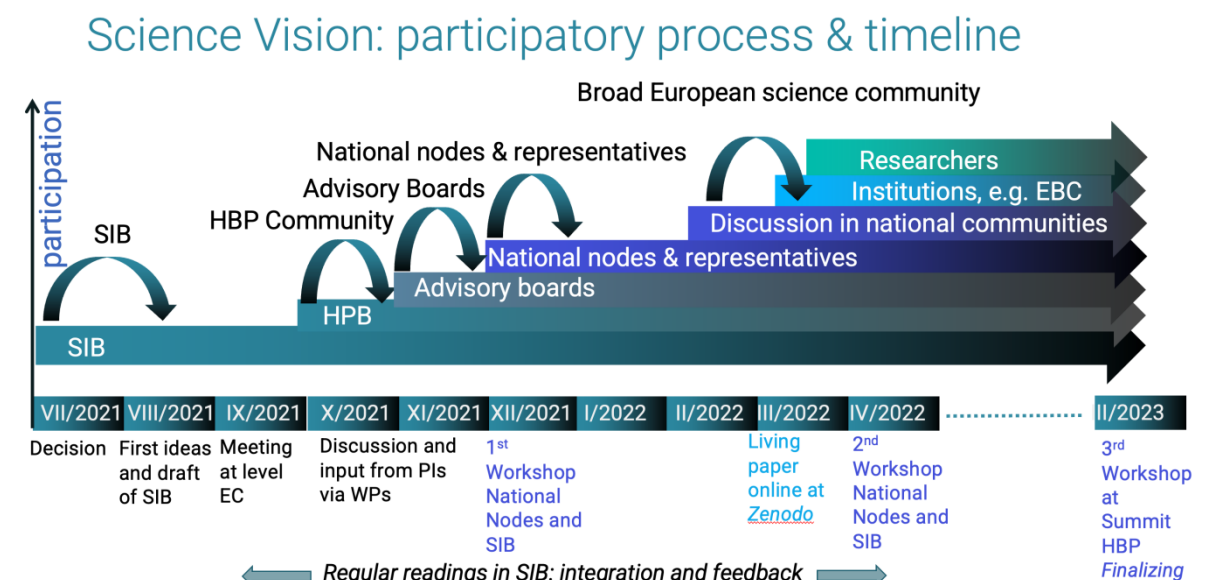 Science Vision: participatory process & timeline
Broad European science community
participation
National nodes & representatives
Advisory Boards
HBP Community
SIB
Researchers
Institutions, e.g. EBC
Discussion in national communities
National nodes & representatives
Advisory boards
HPB
SIB
VII/2021 VIII/2021 IX/2021 X/2021 XI/2021 XII/2021 I/2022 II/2022 III/2022 IV/2022 II/2023
Decision
First ideas
and draft
of SIB
Meeting
at level
EC
Discussion and
input from PIs
via WPs
1st
Workshop
National
Nodes and
SIB
Living
paper
online at
Zenodo
2nd
Workshop
National
Nodes and
SIB
3rd
Workshop
at
Summit
HBP
Finalizing
Regular readings in SIB: integration and feedback